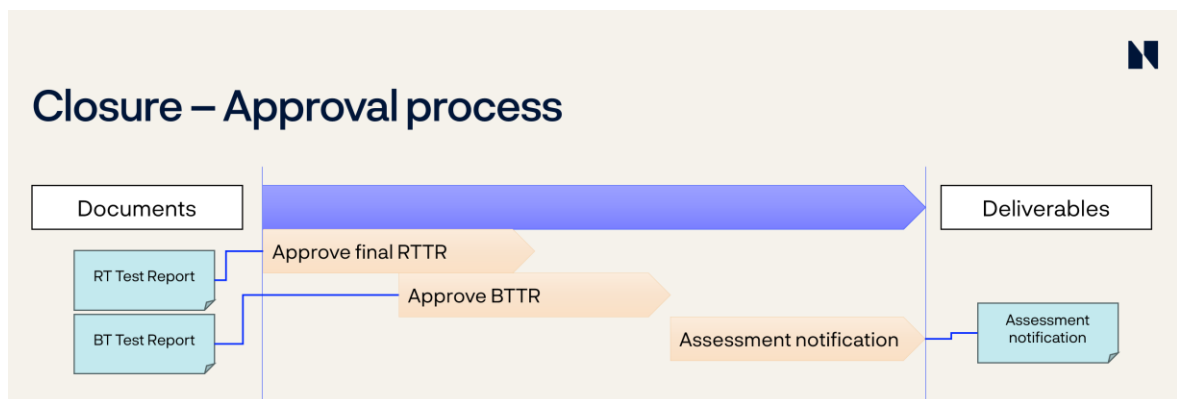 Closure – Approval process
Documents
Deliverables
Approve final RTTR
RT Test Report
Approve BTTR
BT Test Report
Assessment notification
Assessment
notification